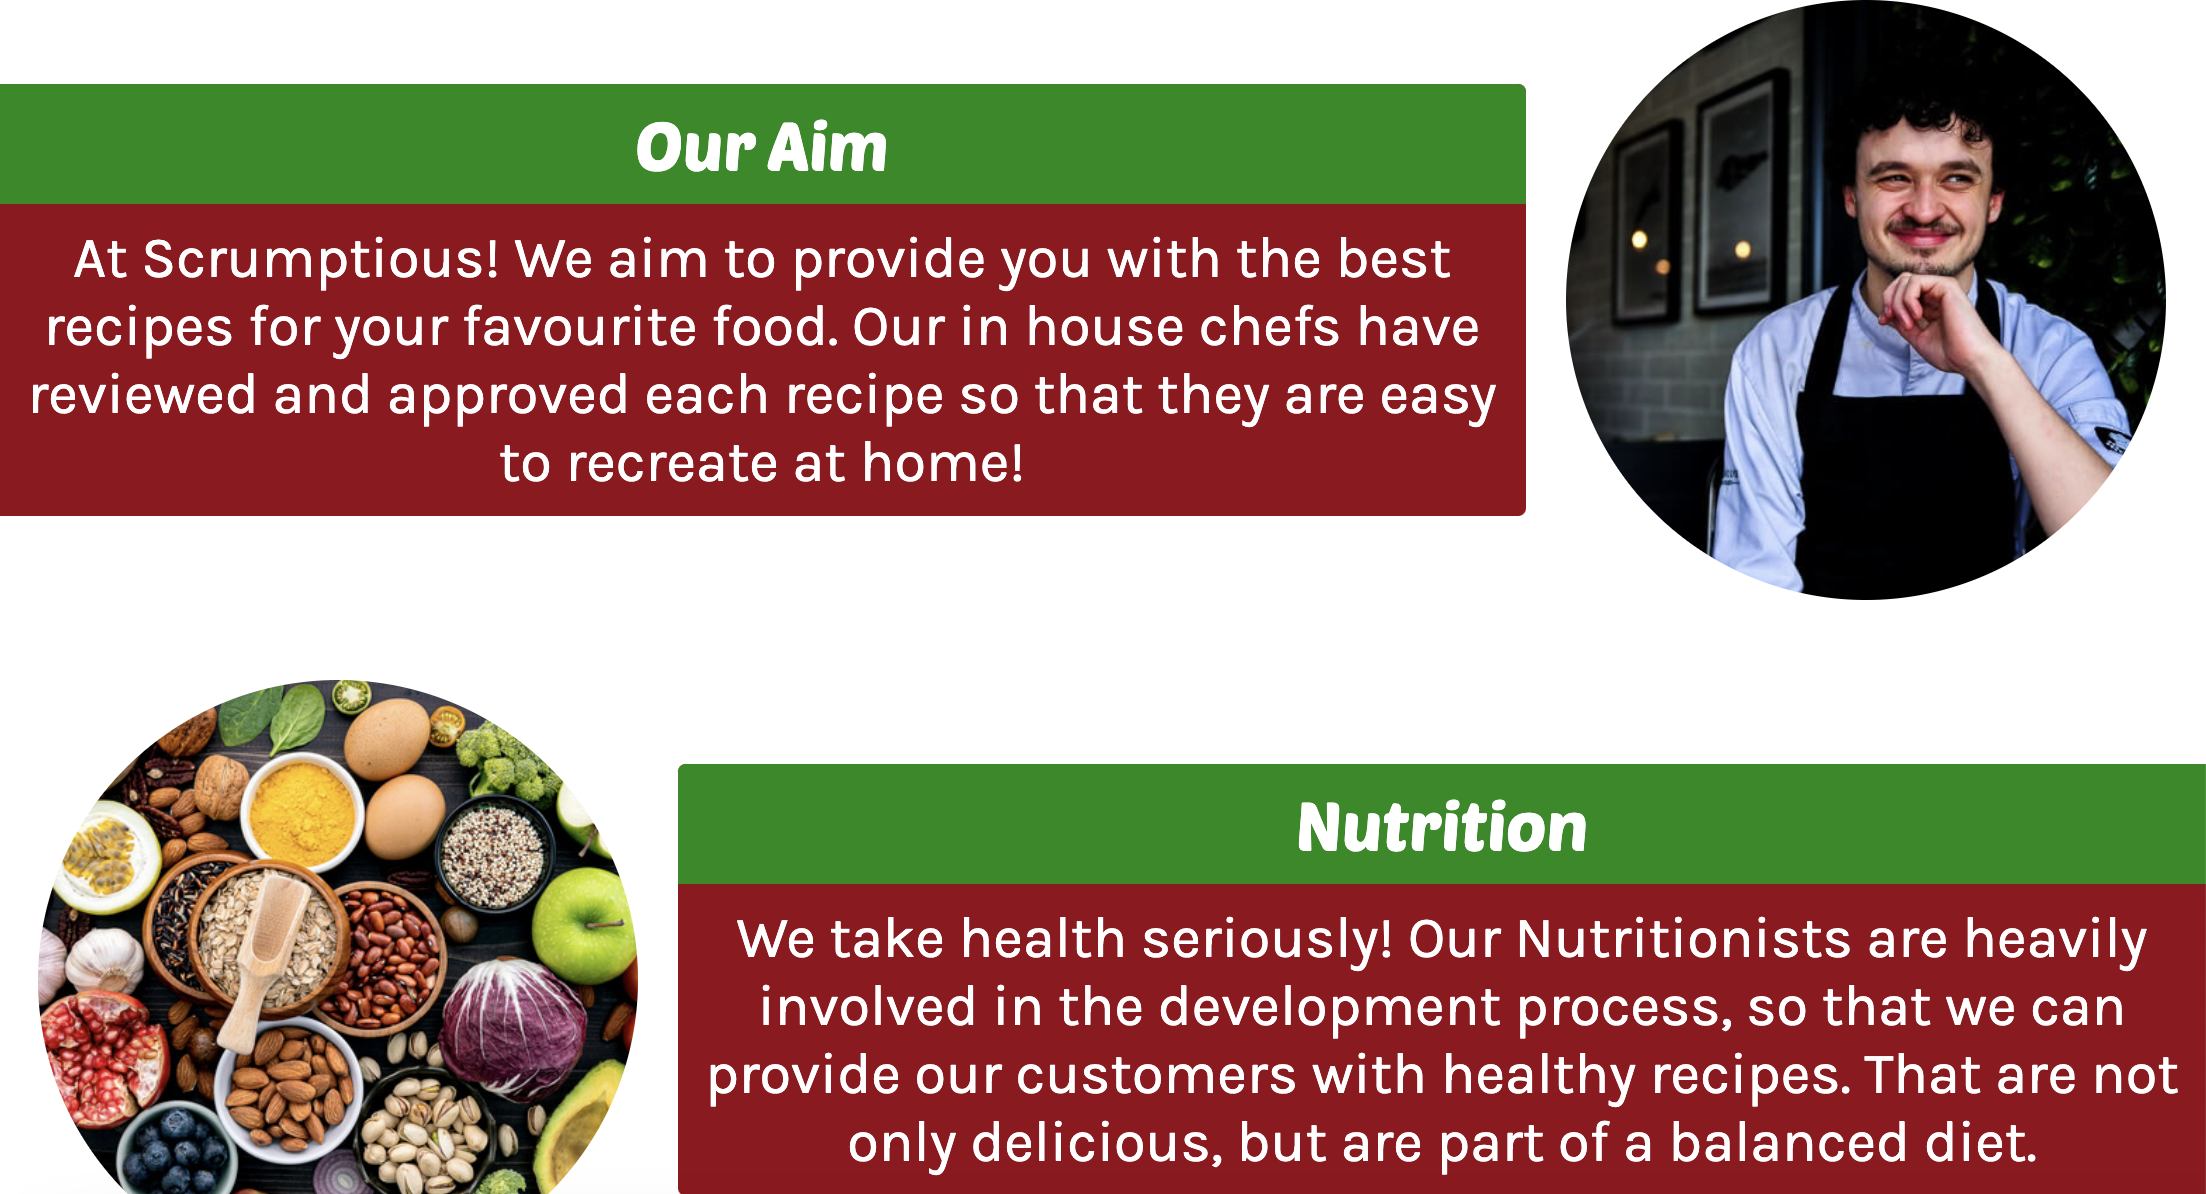 Our Aim
At Scrumptious! We aim to provide you with the best
recipes for your favourite food. Our in house chefs have
reviewed and approved each recipe so that they are easy
to recreate at home!
Nutrition
We take health seriously! Our Nutritionists are heavily
involved in the development process, so that we can
provide our customers with healthy recipes. That are not
only delicious, but are part of a balanced diet.